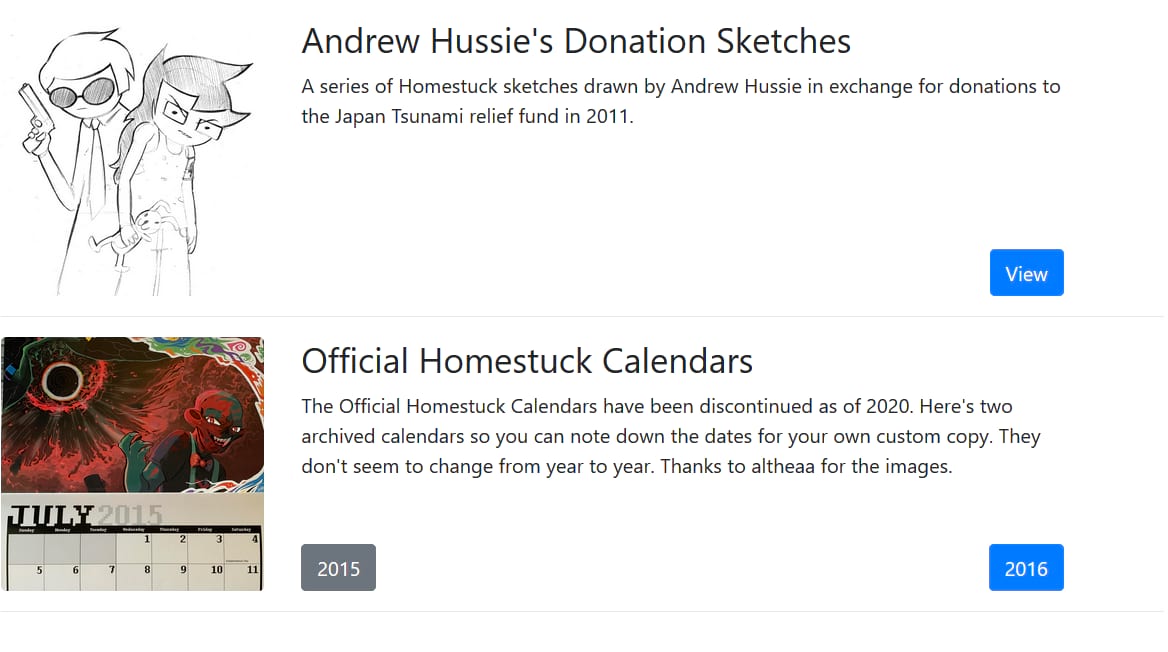 Andrew Hussie's Donation Sketches
A series of Homestuck sketches drawn by Andrew Hussie in exchange for donations to
the Japan Tsunami relief fund in 2011.
View
Official Homestuck Calendars
The Official Homestuck Calendars have been discontinued as of 2020. Here's two
archived calendars so you can note down the dates for your own custom copy. They
don't seem to change from year to year. Thanks to altheaa for the images.
JULY 2015
Sunday Monday Tuesday Wednesday Thursday Friday Saturday
1 2 3 4
5 6 7 8 9 10 11
2015
2016